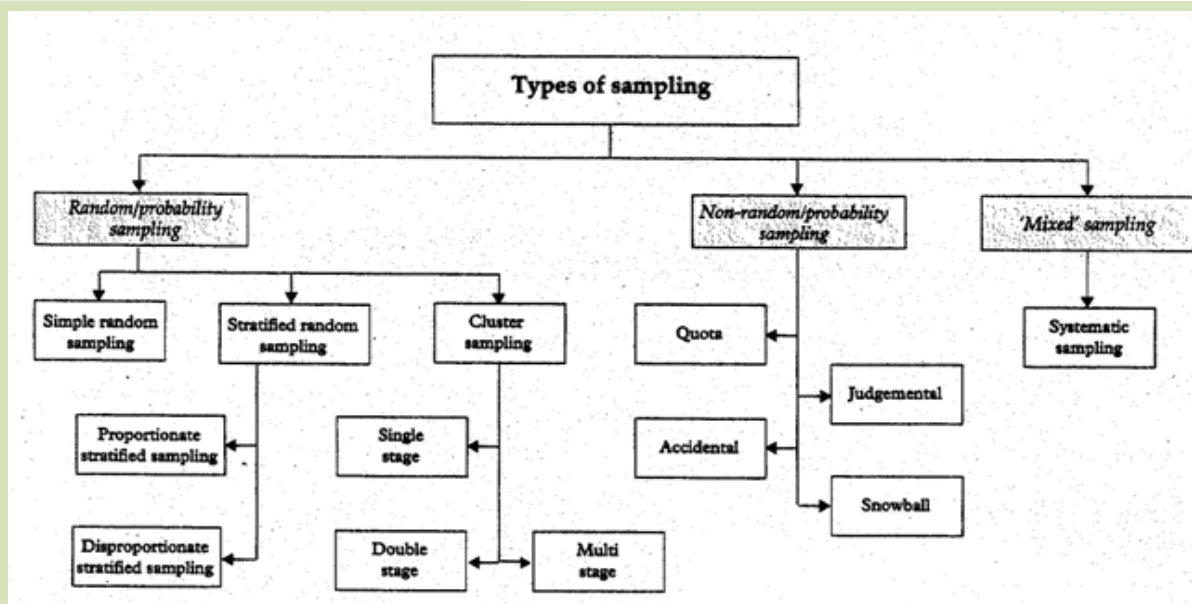 Types of sampling
Random/probability
sampling
Non-random/probability
sampling
'Mixed' sampling
Simple random
sampling
Stratified random
sampling
Cluster
sampling
Quota
Systematic
sampling
Judgemental
Proportionate
stratified sampling
Single
stage
Accidental
Snowball
Disproportionate
stratified sampling
Double
stage
Multi
stage